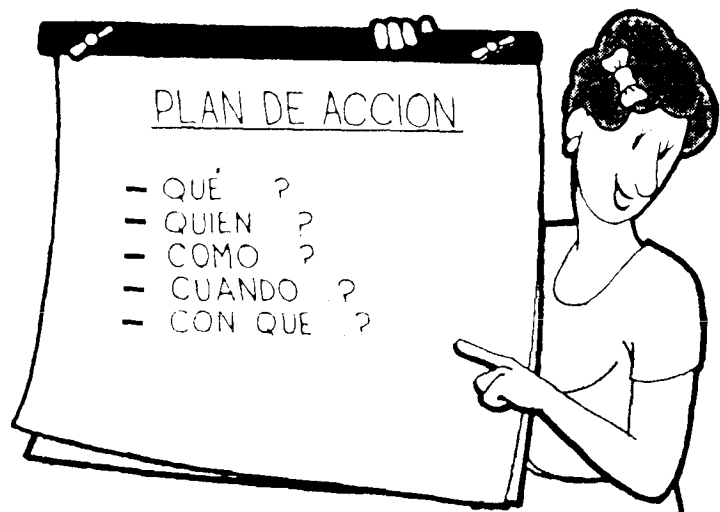 PLAN DE ACCION
- QUÉ ?
- QUIEN ?
- COMO ?
- CUANDO ?
- CON QUE ?